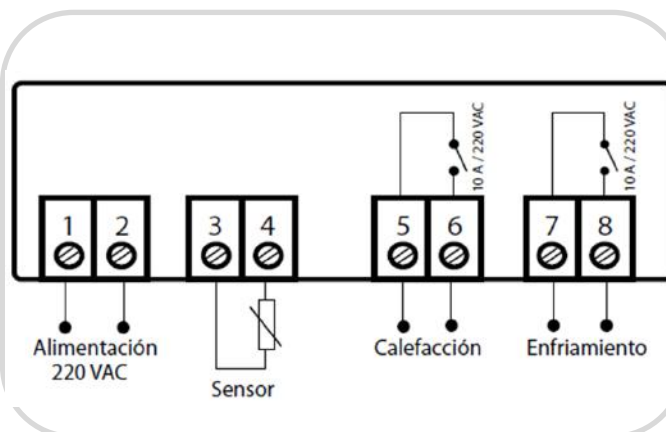 10 A / 220 VAC
10 A / 220 VAC
1 2 3 4 5 6 7 8
Alimentación
220 VAC
Sensor
Calefacción
Enfriamiento